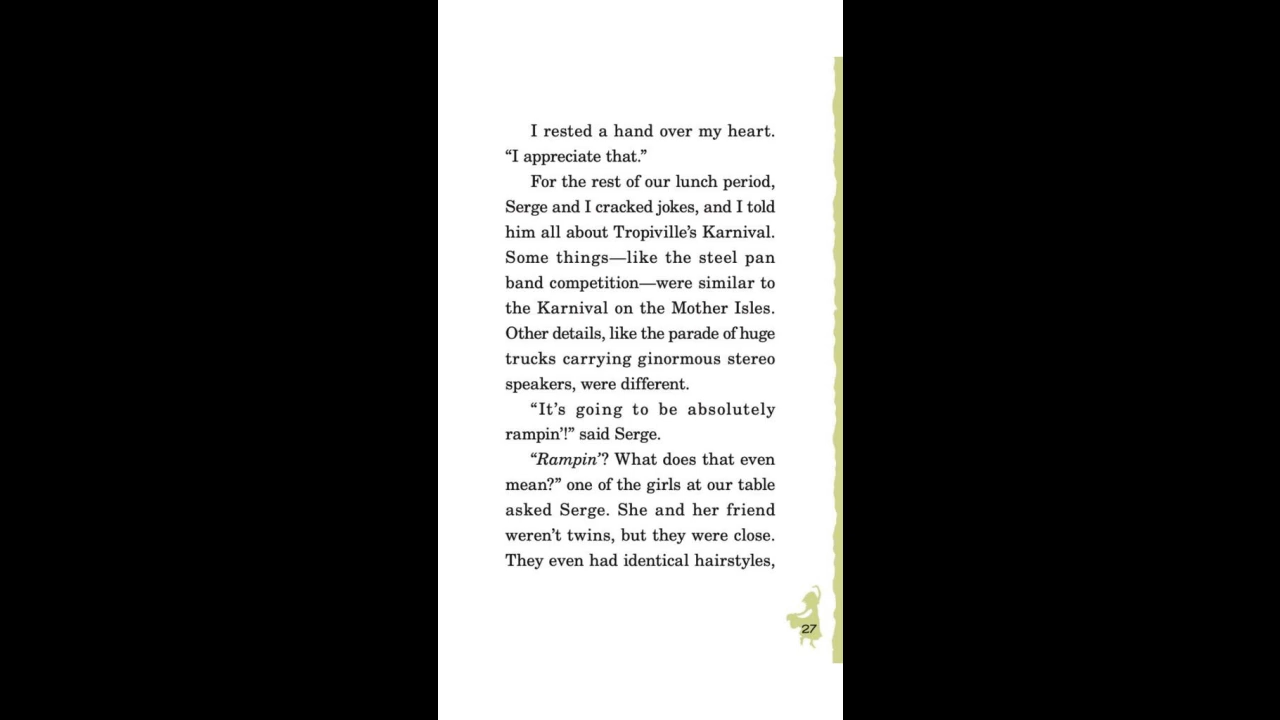 I rested a hand over my heart.
“I appreciate that.”
For the rest of our lunch period,
Serge and I cracked jokes, and I told
him all about Tropiville’s Karnival.
Some things—like the steel pan
band competition—were similar to
the Karnival on the Mother Isles.
Other details, like the parade of huge
trucks carrying ginormous stereo
speakers, were different.
“It’s going to be absolutely
rampin’!” said Serge.
“Rampin’? What does that even
mean?” one of the girls at our table
asked Serge. She and her friend
weren’t twins, but they were close.
They even had identical hairstyles,
27